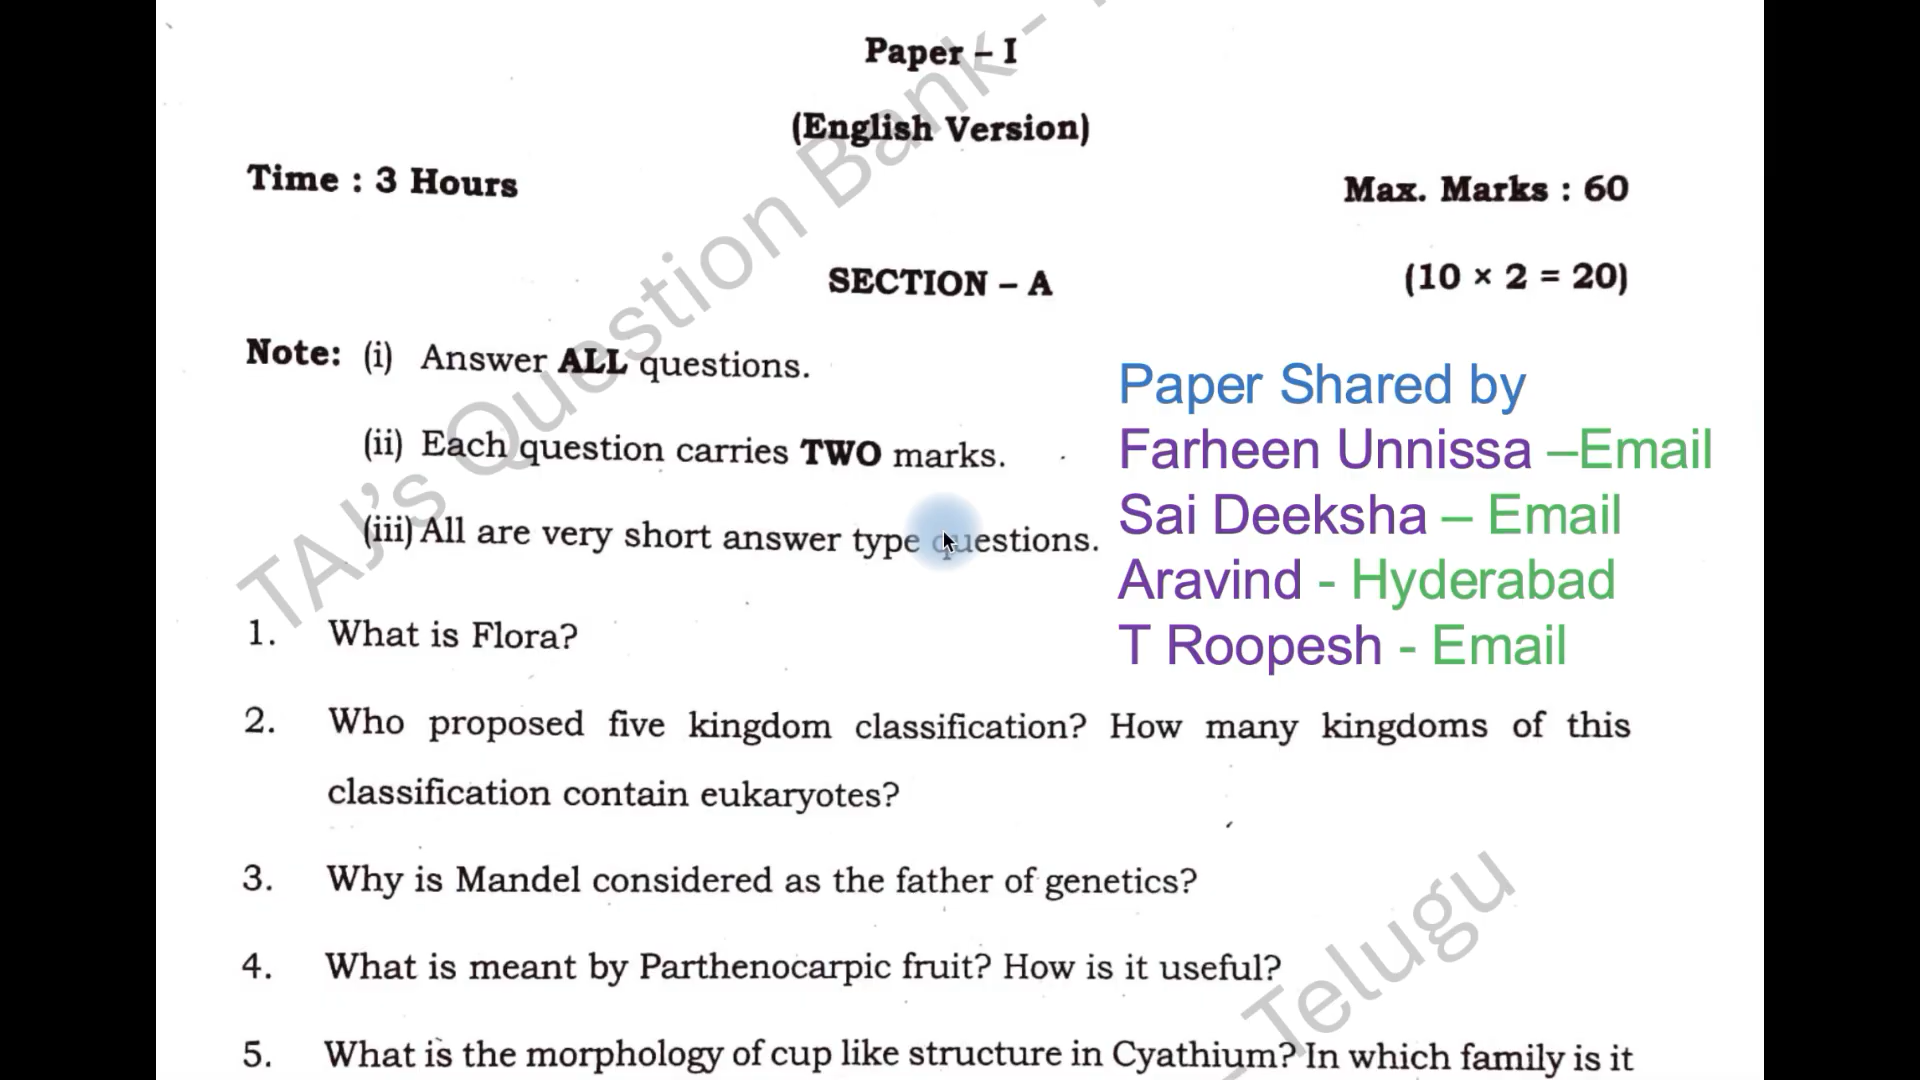 Paper – I
(English Version)
Time : 3 Hours
Max. Marks : 60
SECTION – A
(10 × 2 = 20)
Note: (i) Answer ALL questions.
(ii) Each question carries TWO marks.
(iii) All are very short answer type questions.
Paper Shared by
Farheen Unnissa –Email
Sai Deeksha – Email
Aravind - Hyderabad
T Roopesh - Email
1. What is Flora?
2. Who proposed five kingdom classification? How many kingdoms of this
classification contain eukaryotes?
3. Why is Mandel considered as the father of genetics?
4. What is meant by Parthenocarpic fruit? How is it useful?
5. What is the morphology of cup like structure in Cyathium? In which family is it
TAJ's Question Bank -
- Telugu